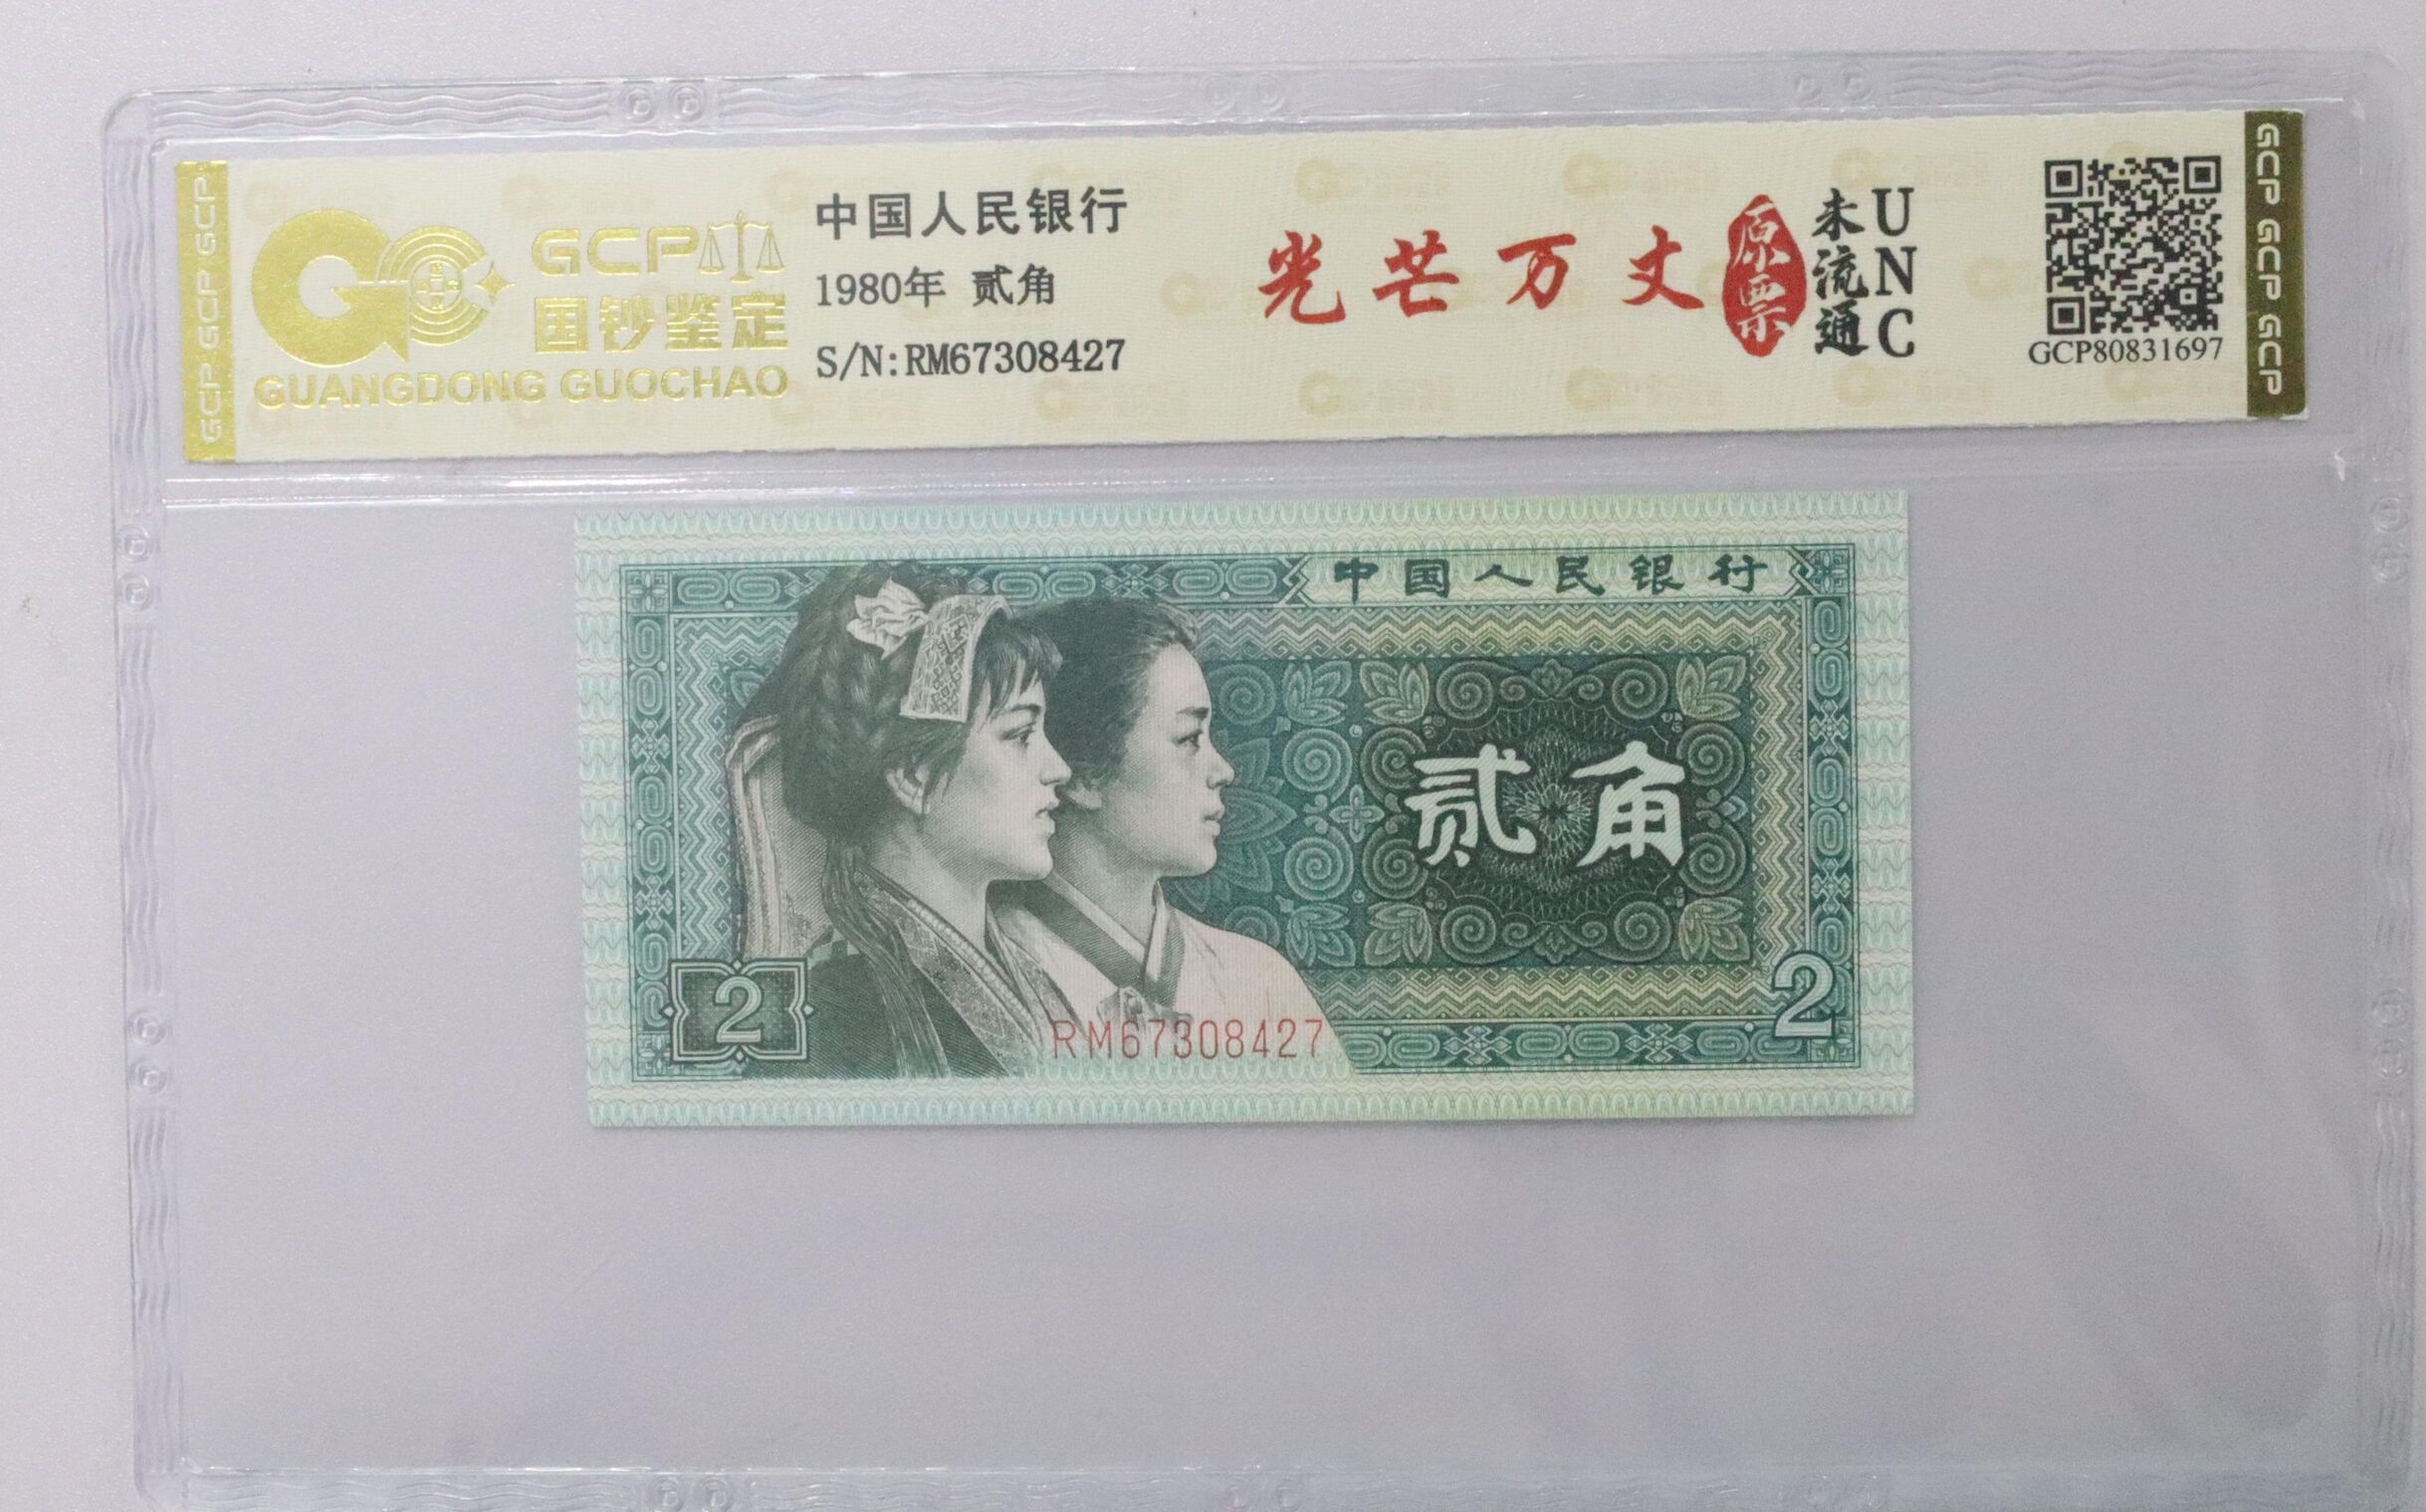 GCP GCP GCP
GCP
国钞鉴定
GUANGDONG GUOCHAO
中国人民银行
1980年 贰角
S/N:RM67308427
光芒万丈
原票
未流通
UNC
GCP80831697
GCP GCP GCP
中国人民银行
贰角
2
RM67308427
2